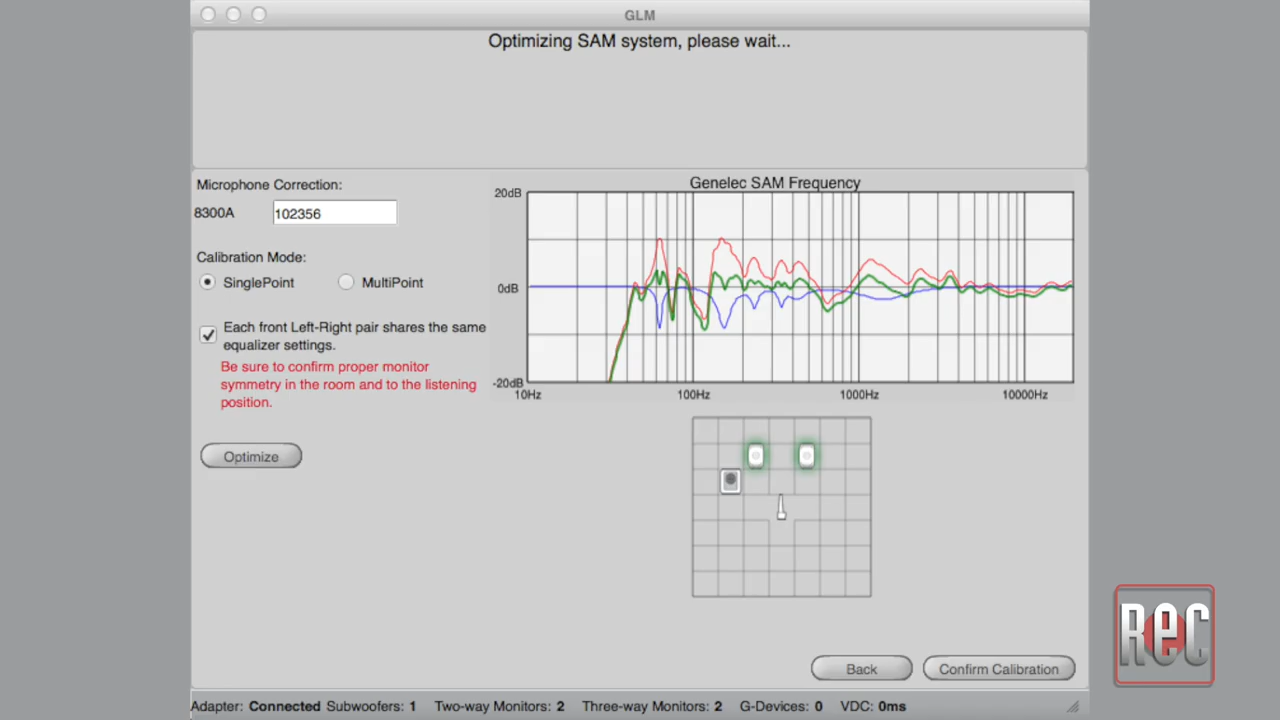 GLM
Optimizing SAM system, please wait...
Microphone Correction:
8300A
102356
Calibration Mode:
SinglePoint
MultiPoint
Each front Left-Right pair shares the same
equalizer settings.
Be sure to confirm proper monitor
symmetry in the room and to the listening
position.
Optimize
Genelec SAM Frequency
20dB
0dB
-20dB
10Hz
100Hz
1000Hz
10000Hz
Back
Confirm Calibration
Adapter: Connected Subwoofers: 1 Two-way Monitors: 2 Three-way Monitors: 2 G-Devices: 0 VDC: 0ms
ReC